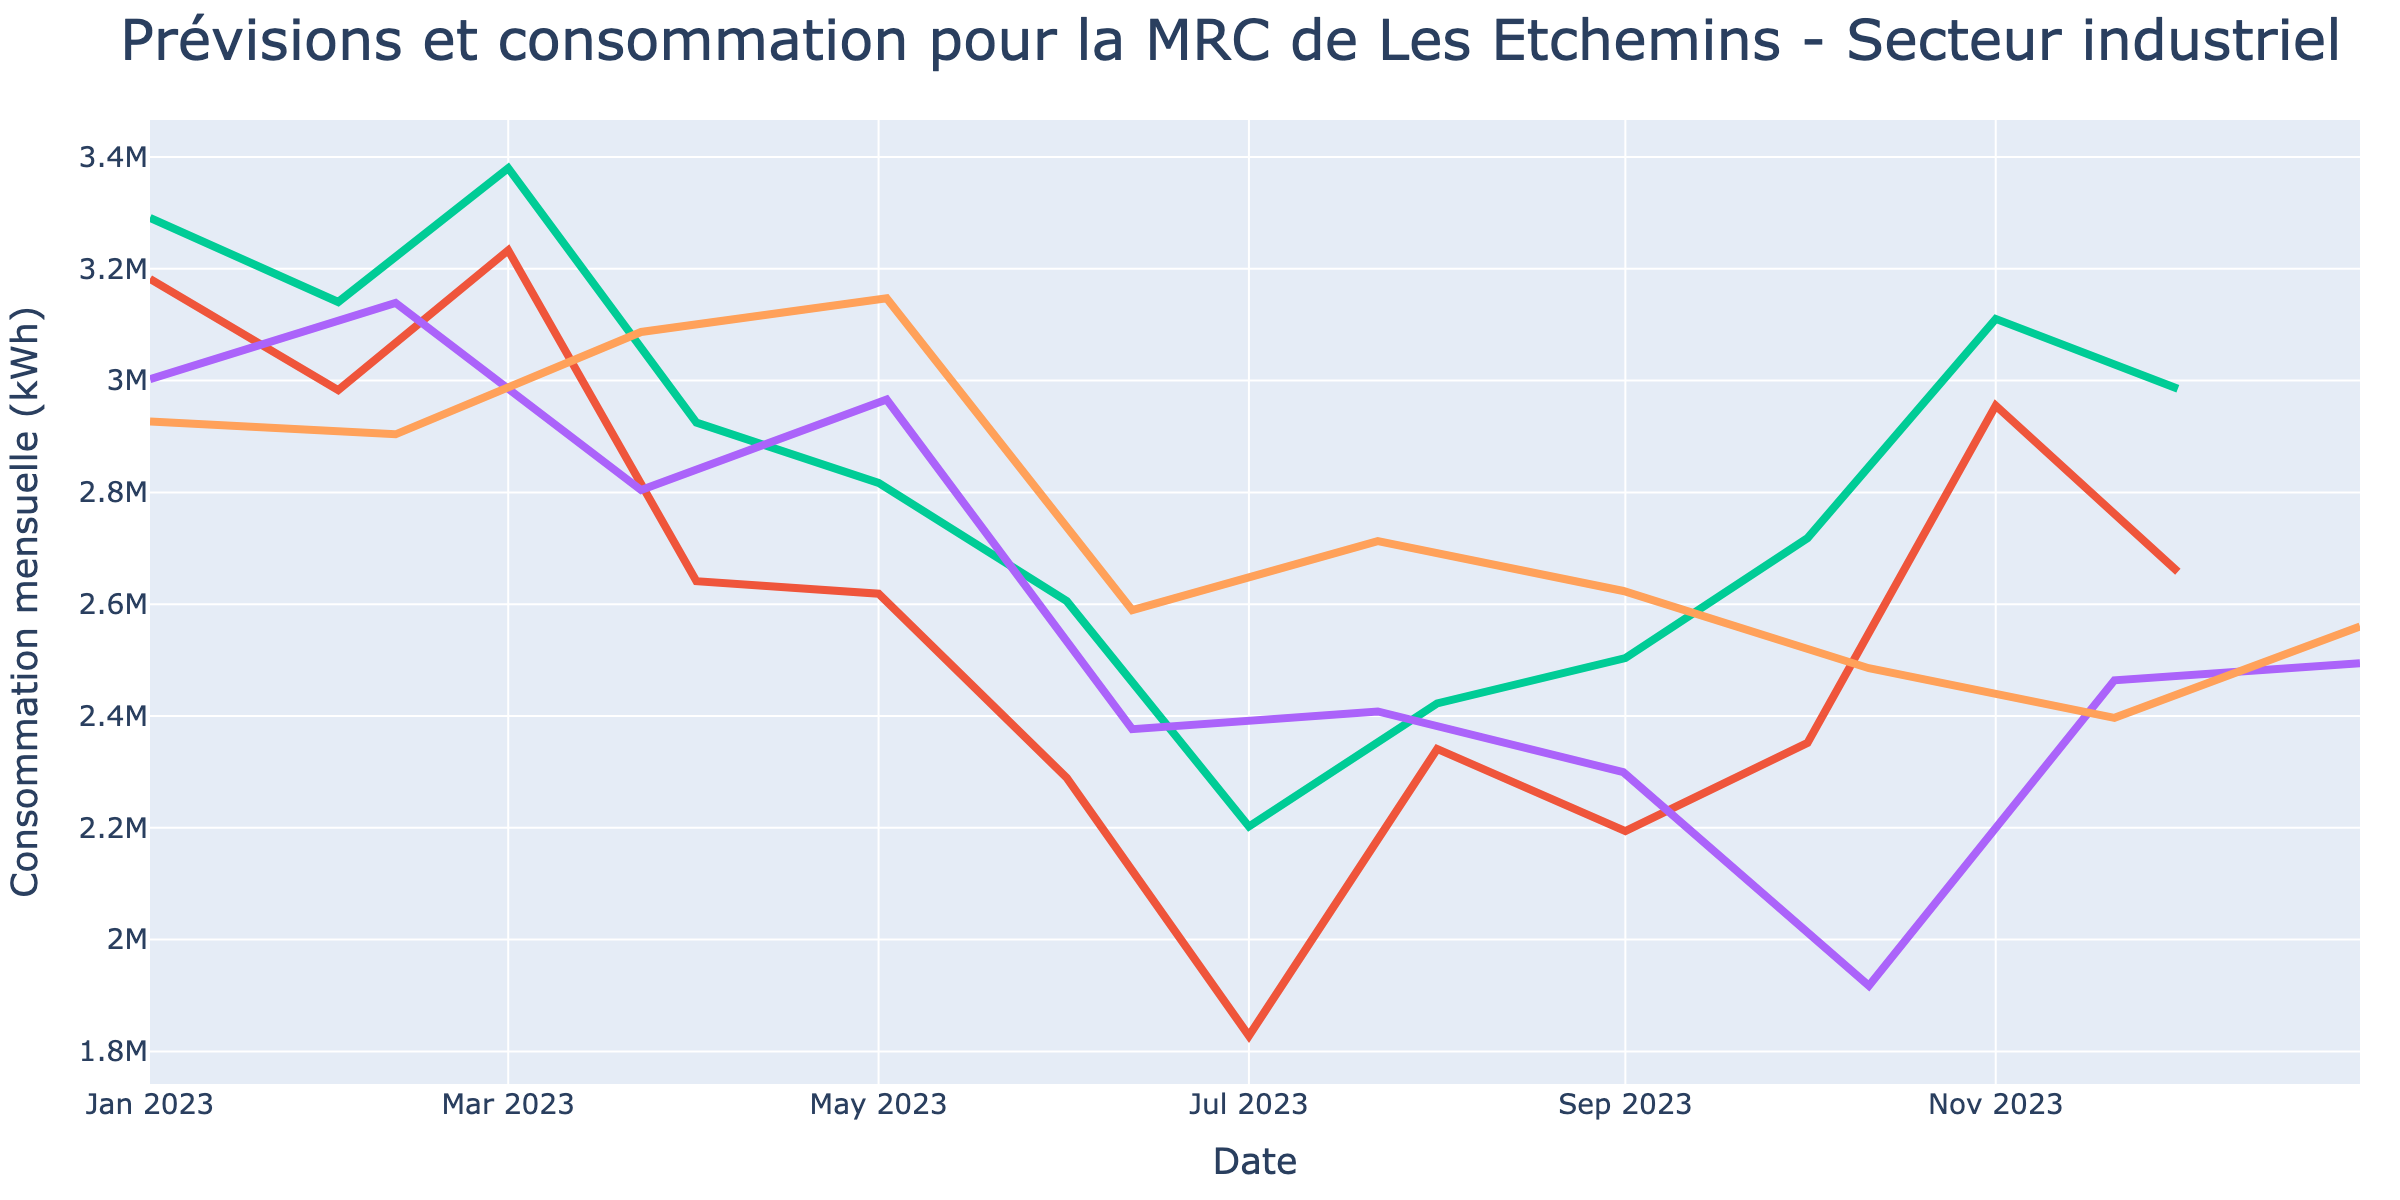 Prévisions et consommation pour la MRC de Les Etchemins - Secteur industriel
Consommation mensuelle (kWh)
3.4M
3.2M
3M
2.8M
2.6M
2.4M
2.2M
2M
1.8M
Jan 2023 Mar 2023 May 2023 Jul 2023 Sep 2023 Nov 2023
Date